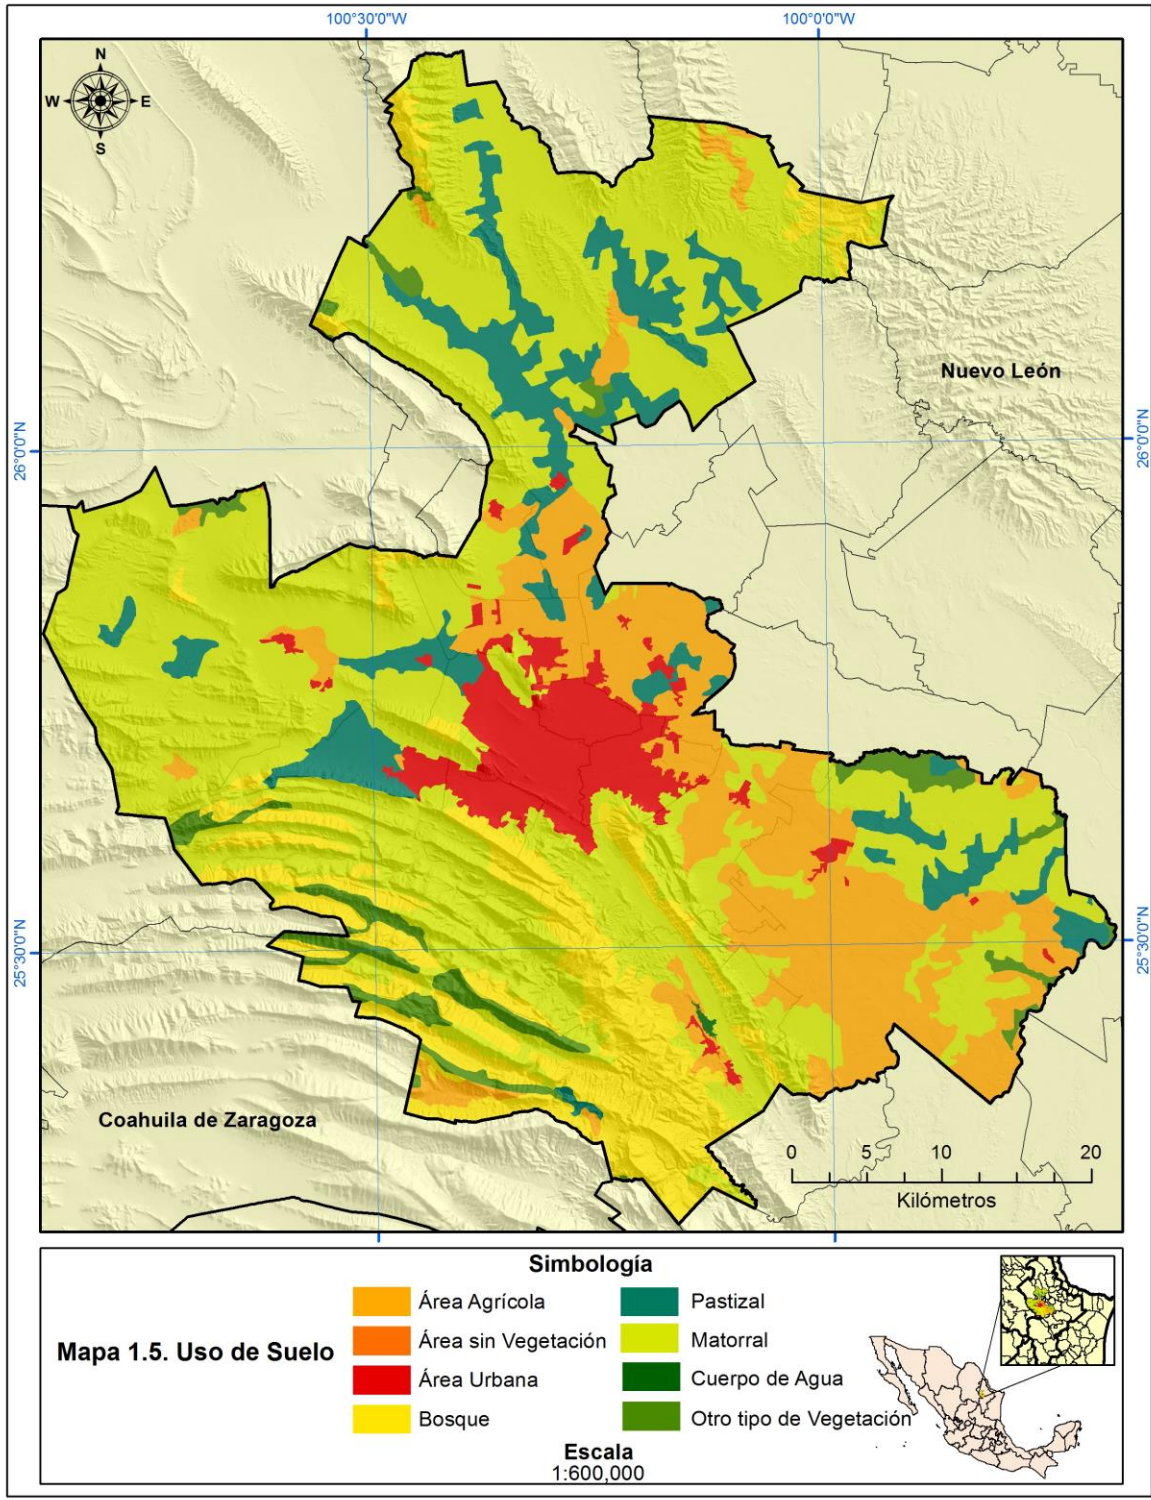 100°30'0"W
100°0'0"W
N
W
E
S
Nuevo León
26°0'0"N
26°0'0"N
25°30'0"N
25°30'0"N
Coahuila de Zaragoza
0 5 10 20
Kilómetros
Simbología
Mapa 1.5. Uso de Suelo
Área Agrícola
Área sin Vegetación
Área Urbana
Bosque
Pastizal
Matorral
Cuerpo de Agua
Otro tipo de Vegetación
Escala
1:600,000